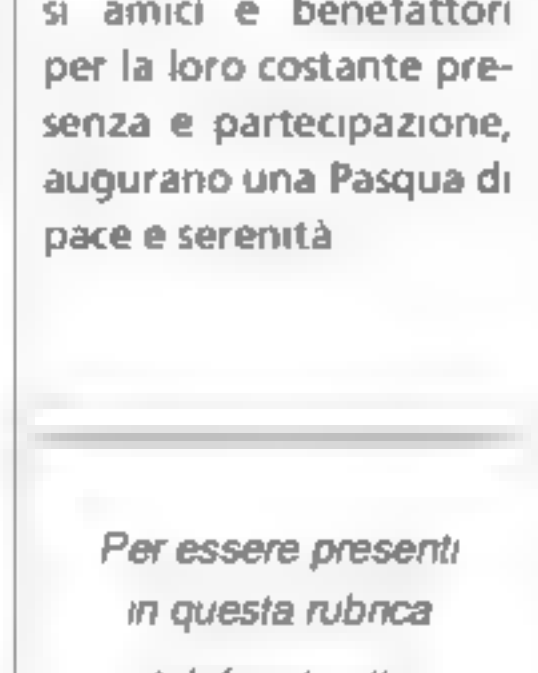 si amici e benefattori
per la loro costante pre-
senza e partecipazione,
augurano una Pasqua di
pace e serenità
Per essere presenti
in questa rubrica